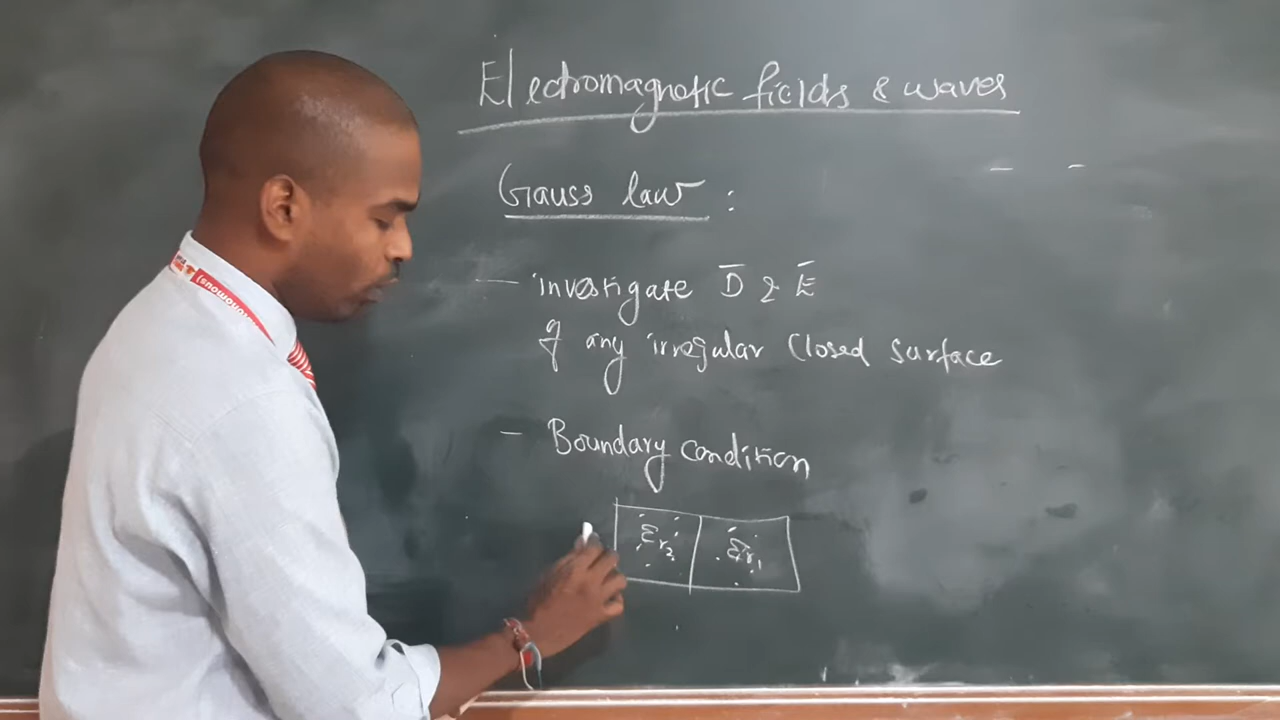 Electromagnetic fields & waves
Gauss law :
– investigate D̅ & E̅
of any irregular closed surface
– Boundary condition
εr2 εr1